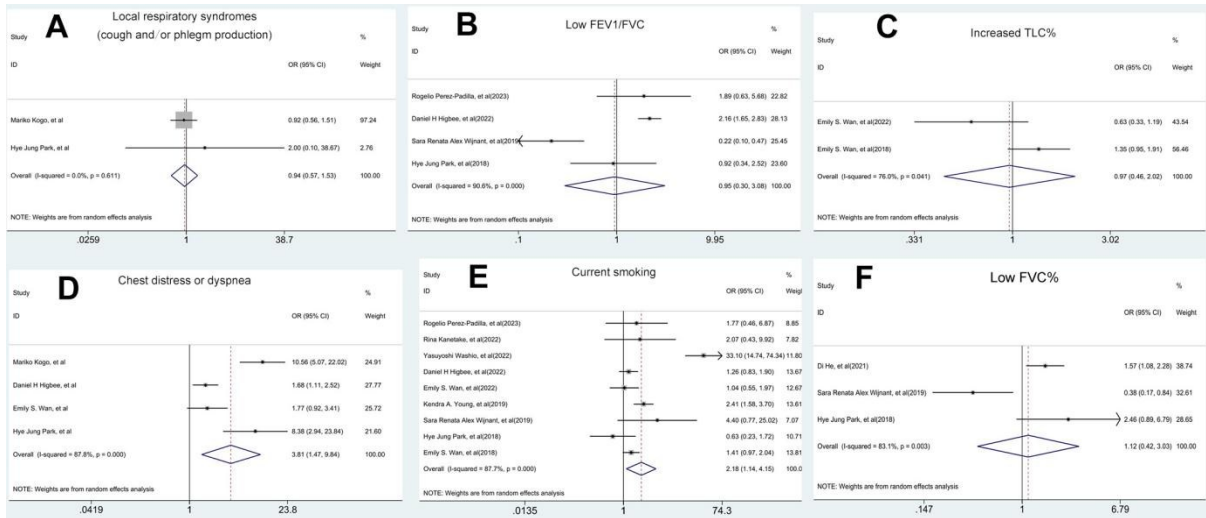 A
Local respiratory syndromes
(cough and/or phlegm production)
Study %
ID OR (95% CI) Weight
Mariko Kogo, et al 0.92 (0.56, 1.51) 97.24
Hye Jung Park, et al 2.00 (0.10, 38.67) 2.76
Overall (I-squared = 0.0%, p = 0.611) 0.94 (0.57, 1.53) 100.00
NOTE: Weights are from random effects analysis
.0259 1 38.7
B
Low FEV1/FVC
Study %
ID OR (95% CI) Weight
Rogelio Perez-Padilla, et al(2023) 1.89 (0.63, 5.68) 22.82
Daniel H Higbee, et al(2022) 2.16 (1.65, 2.83) 28.13
Sara Renata Alex Wijnant, et al(2019) 0.22 (0.10, 0.47) 25.45
Hye Jung Park, et al(2018) 0.92 (0.34, 2.52) 23.60
Overall (I-squared = 90.6%, p = 0.000) 0.95 (0.30, 3.08) 100.00
NOTE: Weights are from random effects analysis
.1 1 9.95
C
Increased TLC%
Study %
ID OR (95% CI) Weight
Emily S. Wan, et al(2022) 0.63 (0.33, 1.19) 43.54
Emily S. Wan, et al(2018) 1.35 (0.95, 1.91) 56.46
Overall (I-squared = 76.0%, p = 0.041) 0.97 (0.46, 2.02) 100.00
NOTE: Weights are from random effects analysis
.331 1 3.02
D
Chest distress or dyspnea
Study %
ID OR (95% CI) Weight
Mariko Kogo, et al 10.56 (5.07, 22.02) 24.91
Daniel H Higbee, et al 1.68 (1.11, 2.52) 27.77
Emily S. Wan, et al 1.77 (0.92, 3.41) 25.72
Hye Jung Park, et al 8.38 (2.94, 23.84) 21.60
Overall (I-squared = 87.8%, p = 0.000) 3.81 (1.47, 9.84) 100.00
NOTE: Weights are from random effects analysis
.0419 1 23.8
E
Current smoking
Study %
ID OR (95% CI) Weigl
Rogelio Perez-Padilla, et al(2023) 1.77 (0.46, 6.87) 8.85
Rina Kanetake, et al(2022) 2.07 (0.43, 9.92) 7.82
Yasuyoshi Washio, et al(2022) 33.10 (14.74, 74.34) 11.80
Daniel H Higbee, et al(2022) 1.26 (0.83, 1.90) 13.67
Emily S. Wan, et al(2022) 1.04 (0.55, 1.97) 12.67
Kendra A. Young, et al(2019) 2.41 (1.58, 3.70) 13.61
Sara Renata Alex Wijnant, et al(2019) 4.40 (0.77, 25.02) 7.07
Hye Jung Park, et al(2018) 0.63 (0.23, 1.72) 10.71
Emily S. Wan, et al(2018) 1.41 (0.97, 2.04) 13.81
Overall (I-squared = 87.7%, p = 0.000) 2.18 (1.14, 4.15) 100.0
NOTE: Weights are from random effects analysis
.0135 1 74.3
F
Low FVC%
Study %
ID OR (95% CI) Weight
Di He, et al(2021) 1.57 (1.08, 2.28) 38.74
Sara Renata Alex Wijnant, et al(2019) 0.38 (0.17, 0.84) 32.61
Hye Jung Park, et al(2018) 2.46 (0.89, 6.79) 28.65
Overall (I-squared = 83.1%, p = 0.003) 1.12 (0.42, 3.03) 100.00
NOTE: Weights are from random effects analysis
.147 1 6.79